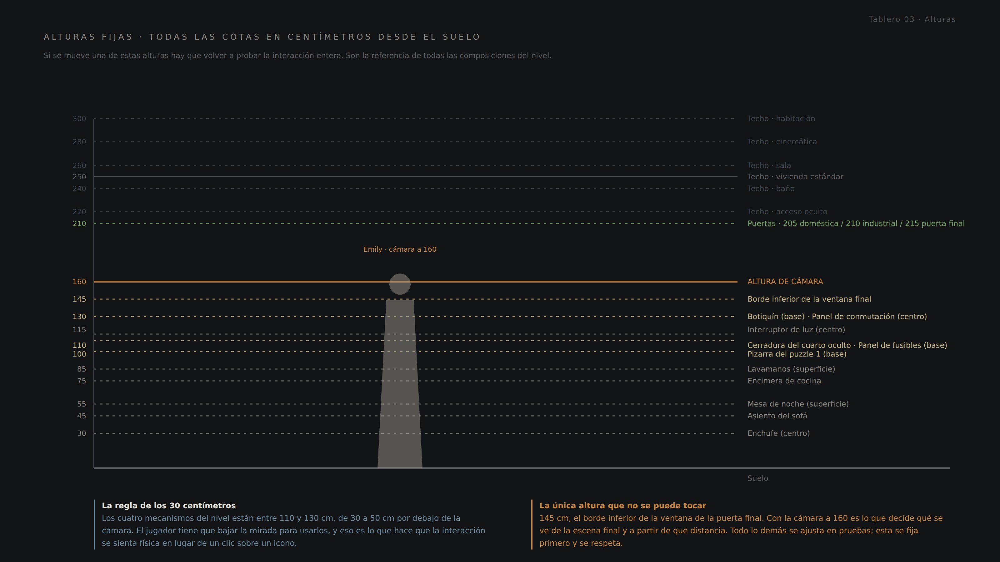 Tablero 03 · Alturas
ALTURAS FIJAS · TODAS LAS COTAS EN CENTÍMETROS DESDE EL SUELO
Si se mueve una de estas alturas hay que volver a probar la interacción entera. Son la referencia de todas las composiciones del nivel.
300 Techo · habitación
280 Techo · cinemática
260 Techo · sala
250 Techo · vivienda estándar
240 Techo · baño
220 Techo · acceso oculto
210 Puertas · 205 doméstica / 210 industrial / 215 puerta final
Emily · cámara a 160
160 ALTURA DE CÁMARA
145 Borde inferior de la ventana final
130 Botiquín (base) · Panel de conmutación (centro)
115 Interruptor de luz (centro)
110 Cerradura del cuarto oculto · Panel de fusibles (base)
100 Pizarra del puzzle 1 (base)
85 Lavamanos (superficie)
75 Encimera de cocina
55 Mesa de noche (superficie)
45 Asiento del sofá
30 Enchufe (centro)
Suelo
La regla de los 30 centímetros
Los cuatro mecanismos del nivel están entre 110 y 130 cm, de 30 a 50 cm por debajo de la
cámara. El jugador tiene que bajar la mirada para usarlos, y eso es lo que hace que la interacción
se sienta física en lugar de un clic sobre un icono.
La única altura que no se puede tocar
145 cm, el borde inferior de la ventana de la puerta final. Con la cámara a 160 es lo que decide qué se
ve de la escena final y a partir de qué distancia. Todo lo demás se ajusta en pruebas; esta se fija
primero y se respeta.